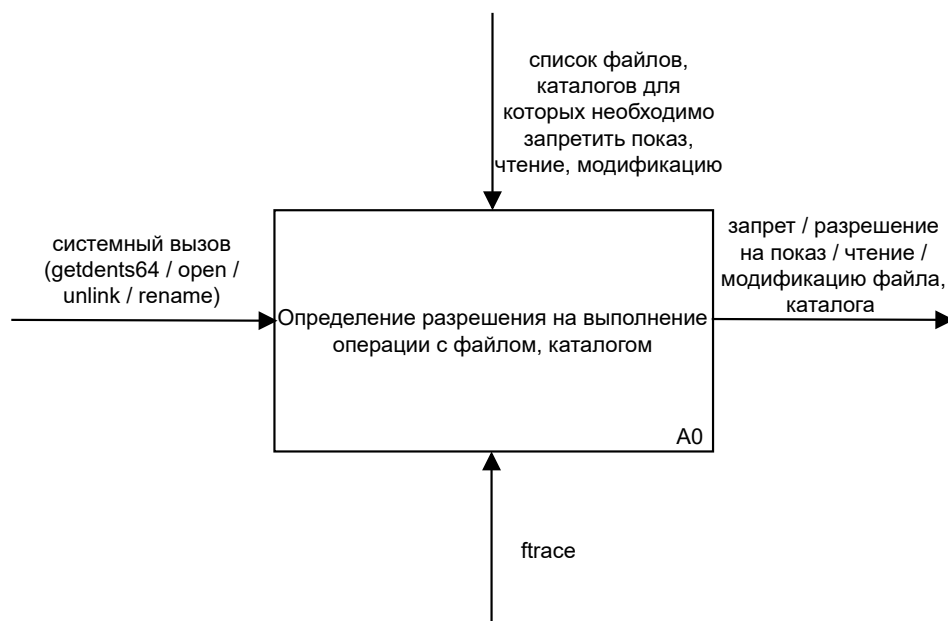 список файлов,
каталогов для
которых необходимо
запретить показ,
чтение, модификацию
системный вызов
(getdents64 / open /
unlink / rename)
запрет / разрешение
на показ / чтение /
модификацию файла,
каталога
Определение разрешения на выполнение
операции с файлом, каталогом
A0
ftrace